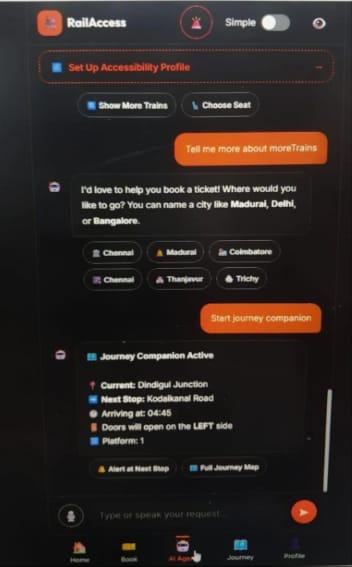 RailAccess
Simple
Set Up Accessibility Profile
Show More Trains
Choose Seat
Tell me more about moreTrains
I'd love to help you book a ticket! Where would you
like to go? You can name a city like Madurai, Delhi,
or Bangalore.
Chennai
Madurai
Coimbatore
Chennai
Thanjavur
Trichy
Start journey companion
Journey Companion Active
Current: Dindigul Junction
Next Stop: Kodaikanal Road
Arriving at: 04:45
Doors will open on the LEFT side
Platform: 1
Alert at Next Stop
Full Journey Map
Type or speak your request...
Home
Book
AI Agent
Journey
Profile